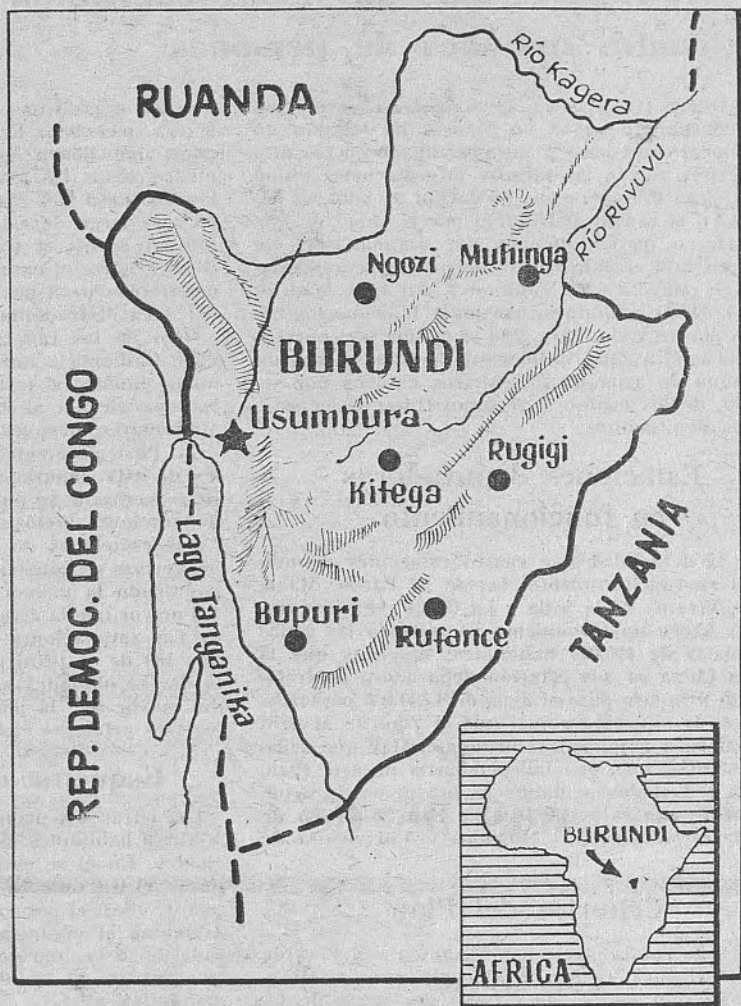 RUANDA
Río Kagera
Río Ruvuvu
Ngozi
Muhinga
BURUNDI
Usumbura
Kitega
Rugigi
REP. DEMOC. DEL CONGO
Lago Tanganika
Bupuri
Rufance
TANZANIA
BURUNDI
AFRICA